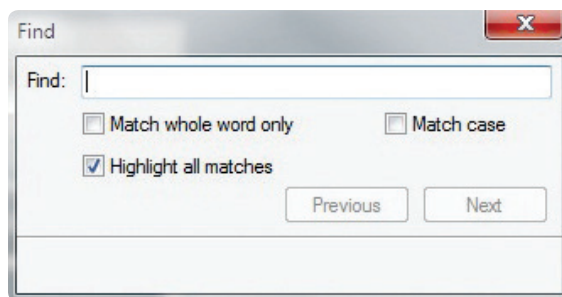 Find
Find:
Match whole word only Match case
Highlight all matches
Previous Next